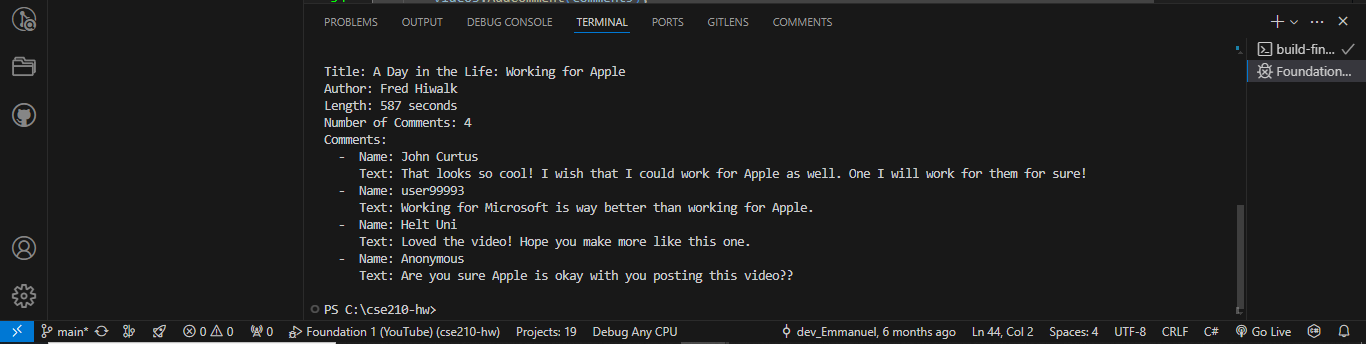 PROBLEMS OUTPUT DEBUG CONSOLE TERMINAL PORTS GITLENS COMMENTS
build-fin...
Foundation...
Title: A Day in the Life: Working for Apple
Author: Fred Hiwalk
Length: 587 seconds
Number of Comments: 4
Comments:
- Name: John Curtus
Text: That looks so cool! I wish that I could work for Apple as well. One I will work for them for sure!
- Name: user99993
Text: Working for Microsoft is way better than working for Apple.
- Name: Helt Uni
Text: Loved the video! Hope you make more like this one.
- Name: Anonymous
Text: Are you sure Apple is okay with you posting this video??
PS C:\cse210-hw>
main* 0 0 0 Foundation 1 (YouTube) (cse210-hw) Projects: 19 Debug Any CPU dev_Emmanuel, 6 months ago Ln 44, Col 2 Spaces: 4 UTF-8 CRLF C# Go Live